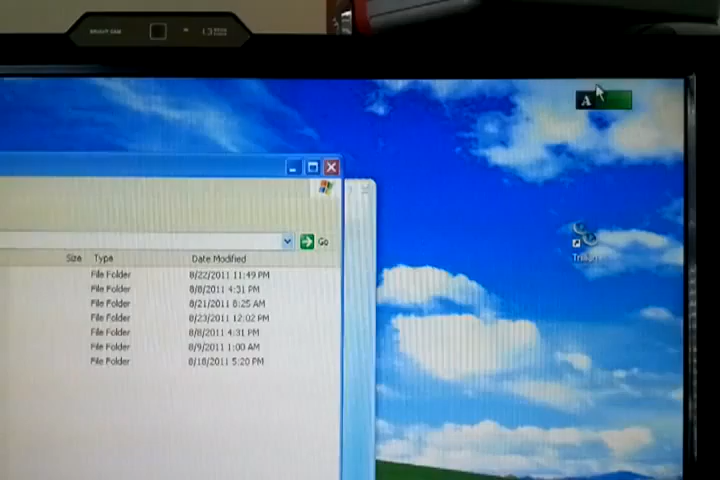 A
Go
Size Type Date Modified
File Folder 8/22/2011 11:49 PM
File Folder 8/8/2011 4:31 PM
File Folder 8/21/2011 8:25 AM
File Folder 8/23/2011 12:02 PM
File Folder 8/8/2011 4:31 PM
File Folder 8/9/2011 1:00 AM
File Folder 8/18/2011 5:20 PM